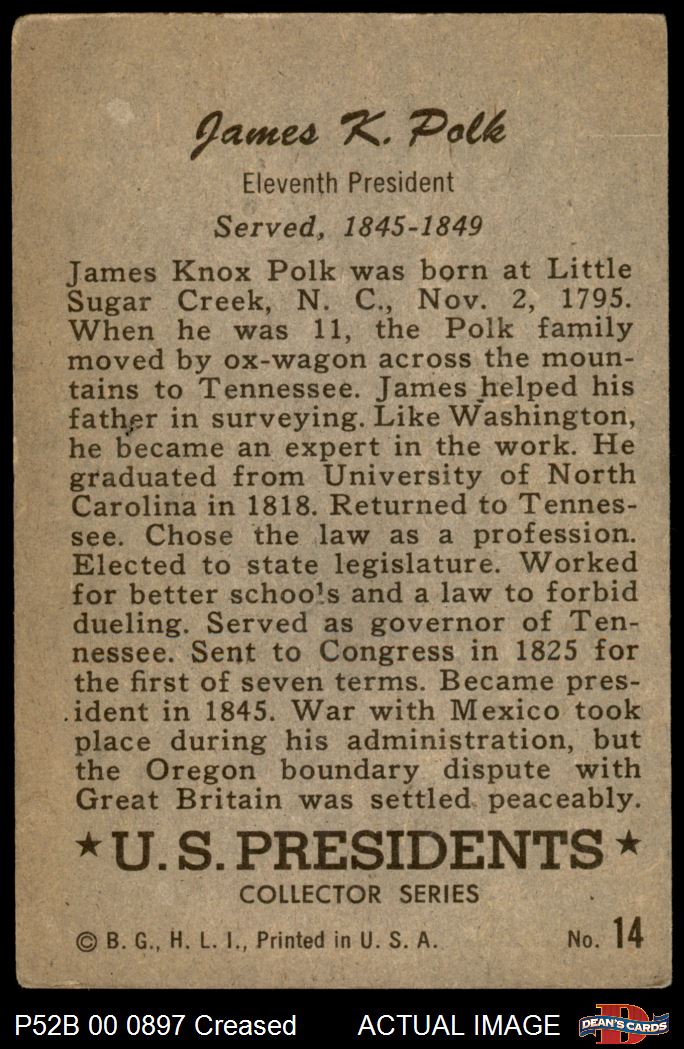 James K. Polk
Eleventh President
Served, 1845-1849
James Knox Polk was born at Little
Sugar Creek, N. C., Nov. 2, 1795.
When he was 11, the Polk family
moved by ox-wagon across the moun-
tains to Tennessee. James helped his
father in surveying. Like Washington,
he became an expert in the work. He
graduated from University of North
Carolina in 1818. Returned to Tennes-
see. Chose the law as a profession.
Elected to state legislature. Worked
for better schools and a law to forbid
dueling. Served as governor of Ten-
nessee. Sent to Congress in 1825 for
the first of seven terms. Became pres-
ident in 1845. War with Mexico took
place during his administration, but
the Oregon boundary dispute with
Great Britain was settled peaceably.
★ U.S. PRESIDENTS ★
COLLECTOR SERIES
© B. G., H. L. I., Printed in U. S. A. No. 14
P52B 00 0897 Creased ACTUAL IMAGE DEAN'S CARDS